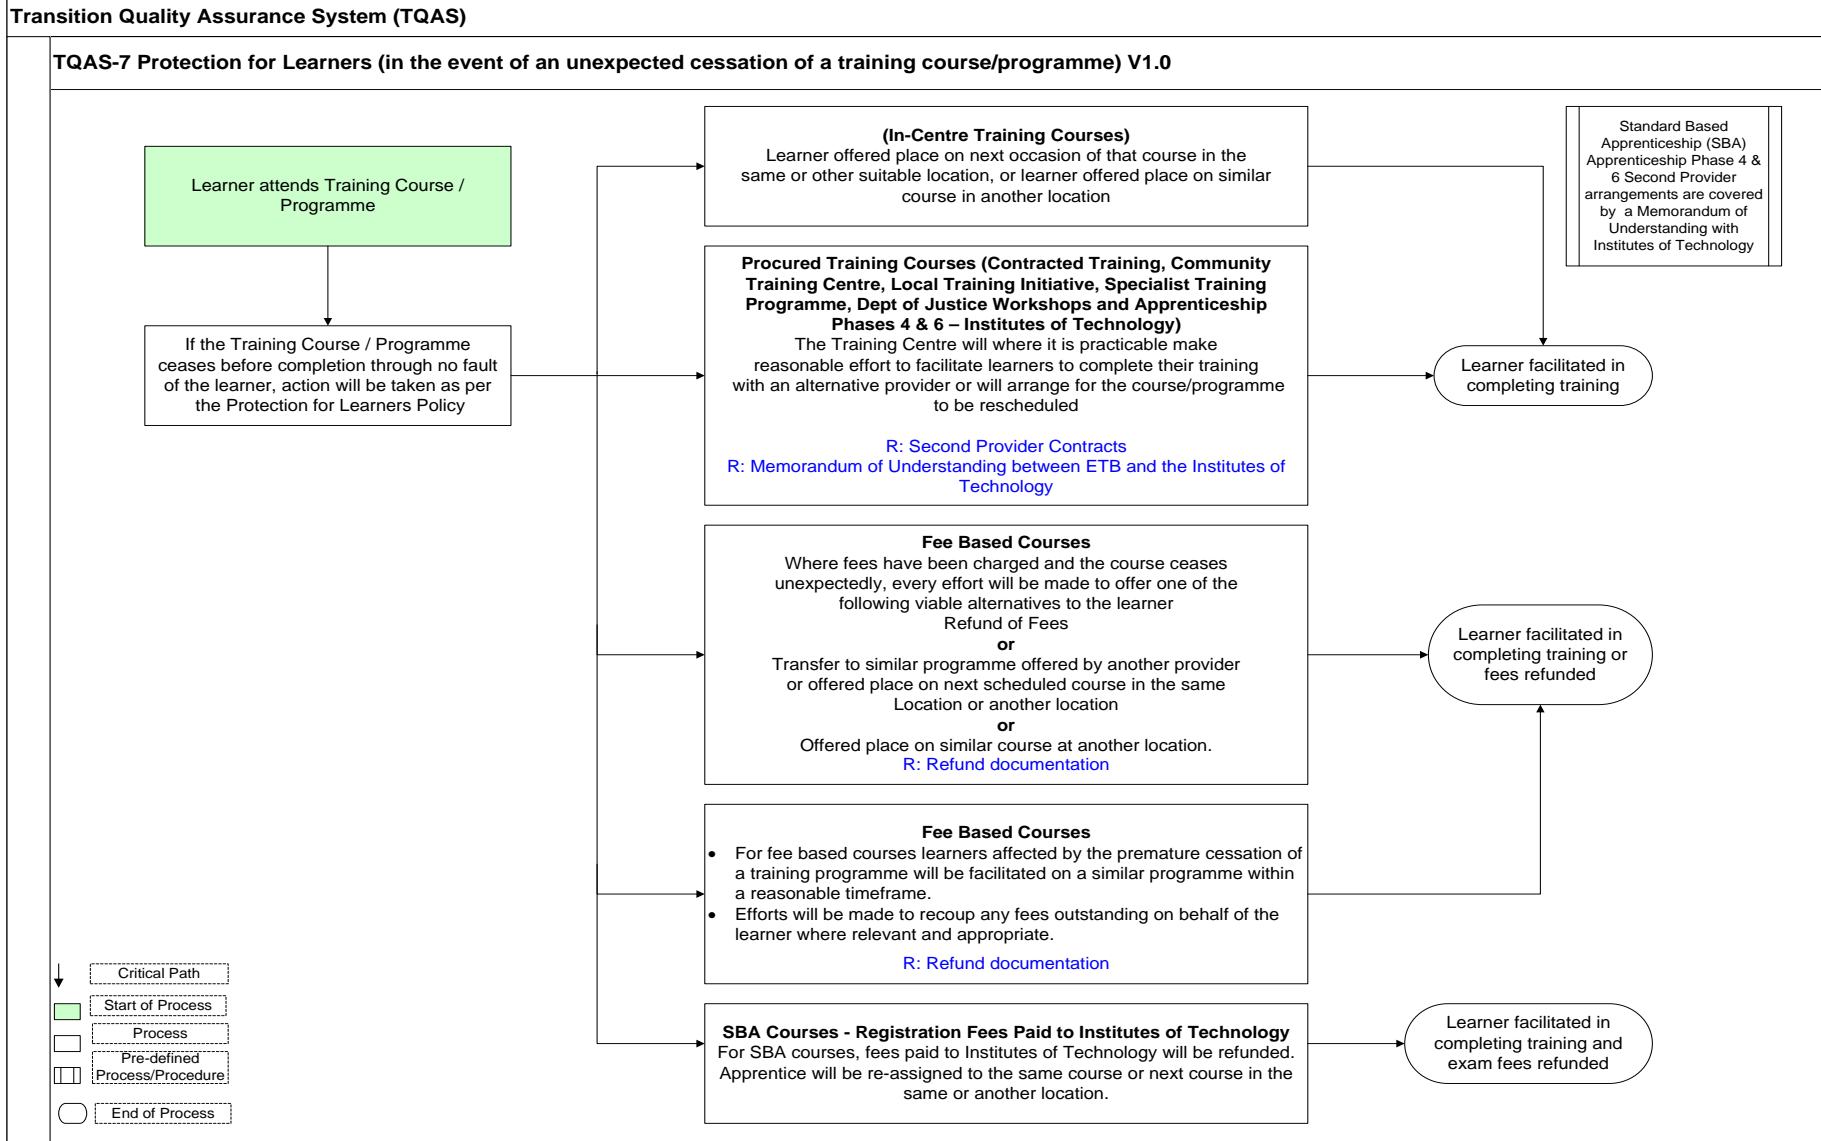 Transition Quality Assurance System (TQAS)
TQAS-7 Protection for Learners (in the event of an unexpected cessation of a training course/programme) V1.0
Learner attends Training Course /
Programme
If the Training Course / Programme
ceases before completion through no fault
of the learner, action will be taken as per
the Protection for Learners Policy
(In-Centre Training Courses)
Learner offered place on next occasion of that course in the
same or other suitable location, or learner offered place on similar
course in another location
Procured Training Courses (Contracted Training, Community
Training Centre, Local Training Initiative, Specialist Training
Programme, Dept of Justice Workshops and Apprenticeship
Phases 4 & 6 – Institutes of Technology)
The Training Centre will where it is practicable make
reasonable effort to facilitate learners to complete their training
with an alternative provider or will arrange for the course/programme
to be rescheduled
R: Second Provider Contracts
R: Memorandum of Understanding between ETB and the Institutes of
Technology
Fee Based Courses
Where fees have been charged and the course ceases
unexpectedly, every effort will be made to offer one of the
following viable alternatives to the learner
Refund of Fees
or
Transfer to similar programme offered by another provider
or offered place on next scheduled course in the same
Location or another location
or
Offered place on similar course at another location.
R: Refund documentation
Fee Based Courses
• For fee based courses learners affected by the premature cessation of
a training programme will be facilitated on a similar programme within
a reasonable timeframe.
• Efforts will be made to recoup any fees outstanding on behalf of the
learner where relevant and appropriate.
R: Refund documentation
SBA Courses - Registration Fees Paid to Institutes of Technology
For SBA courses, fees paid to Institutes of Technology will be refunded.
Apprentice will be re-assigned to the same course or next course in the
same or another location.
Standard Based
Apprenticeship (SBA)
Apprenticeship Phase 4 &
6 Second Provider
arrangements are covered
by a Memorandum of
Understanding with
Institutes of Technology
Learner facilitated in
completing training
Learner facilitated in
completing training or
fees refunded
Learner facilitated in
completing training and
exam fees refunded
Critical Path
Start of Process
Process
Pre-defined
Process/Procedure
End of Process